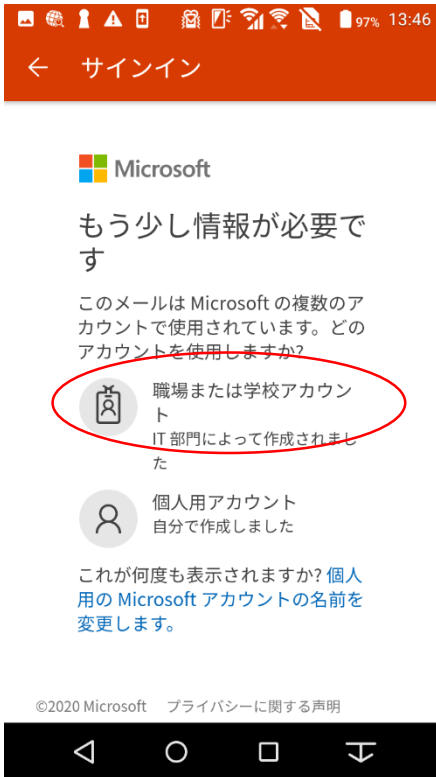 97% 13:46
サインイン
Microsoft
もう少し情報が必要で
す
このメールは Microsoft の複数のア
カウントで使用されています。どの
アカウントを使用しますか?
職場または学校アカウン
ト
IT 部門によって作成されまし
た
個人用アカウント
自分で作成しました
これが何度も表示されますか? 個人
用の Microsoft アカウントの名前を
変更します。
©2020 Microsoft プライバシーに関する声明